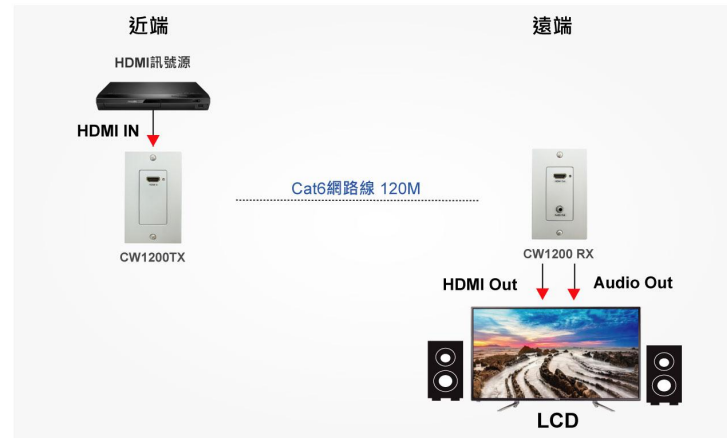 近端
遠端
HDMI訊號源
HDMI IN
Cat6網路線 120M
CW1200TX
CW1200 RX
HDMI Out
Audio Out
LCD